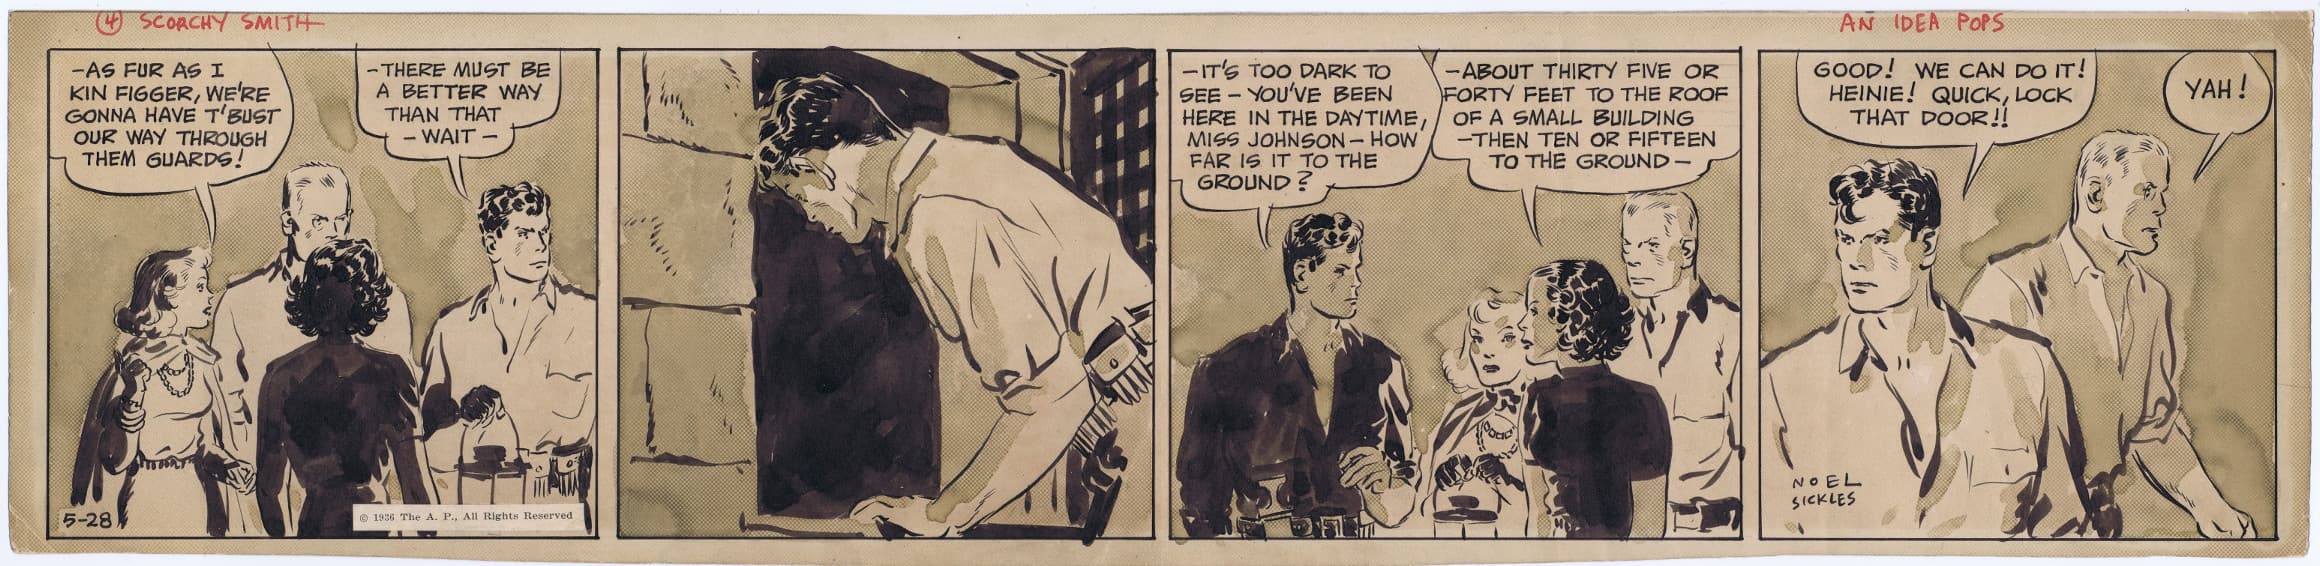 ④ SCORCHY SMITH
AN IDEA POPS
-AS FUR AS I
KIN FIGGER, WE'RE
GONNA HAVE T'BUST
OUR WAY THROUGH
THEM GUARDS!
-THERE MUST BE
A BETTER WAY
THAN THAT
- WAIT -
5-28
© 1936 The A. P., All Rights Reserved
-IT'S TOO DARK TO
SEE - YOU'VE BEEN
HERE IN THE DAYTIME,
MISS JOHNSON - HOW
FAR IS IT TO THE
GROUND?
-ABOUT THIRTY FIVE OR
FORTY FEET TO THE ROOF
OF A SMALL BUILDING
-THEN TEN OR FIFTEEN
TO THE GROUND-
GOOD! WE CAN DO IT!
HEINIE! QUICK, LOCK
THAT DOOR!!
YAH!
NOEL
SICKLES